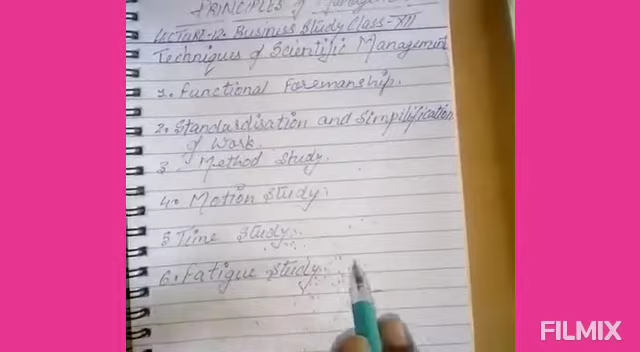 PRINCIPLES of Management
LECTURE-12. Business Study Class-XII
Techniques of Scientific Management
1. Functional Foremanship.
2. Standardisation and Simplification
of Work.
3. Method Study.
4. Motion Study.
5 Time Study.
6. Fatigue Study.
FILMIX